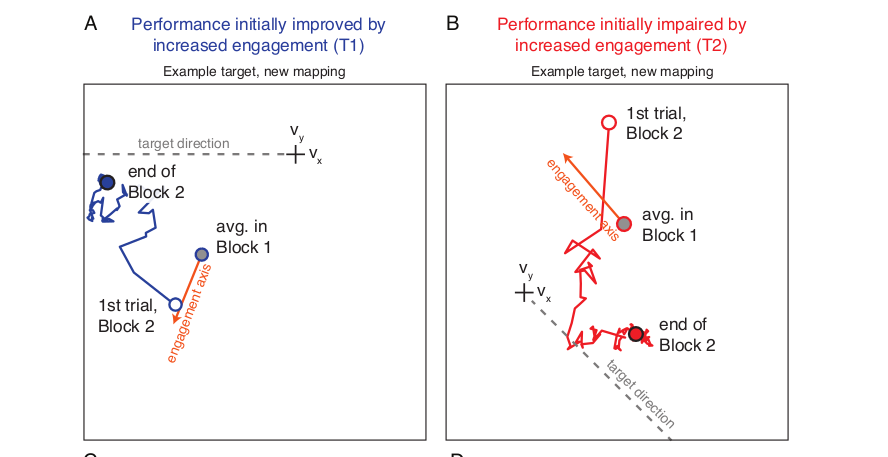 A
Performance initially improved by
increased engagement (T1)
Example target, new mapping
target direction
vy
vx
end of
Block 2
avg. in
Block 1
1st trial,
Block 2
engagement axis
B
Performance initially impaired by
increased engagement (T2)
Example target, new mapping
1st trial,
Block 2
engagement axis
avg. in
Block 1
vy
vx
end of
Block 2
target direction